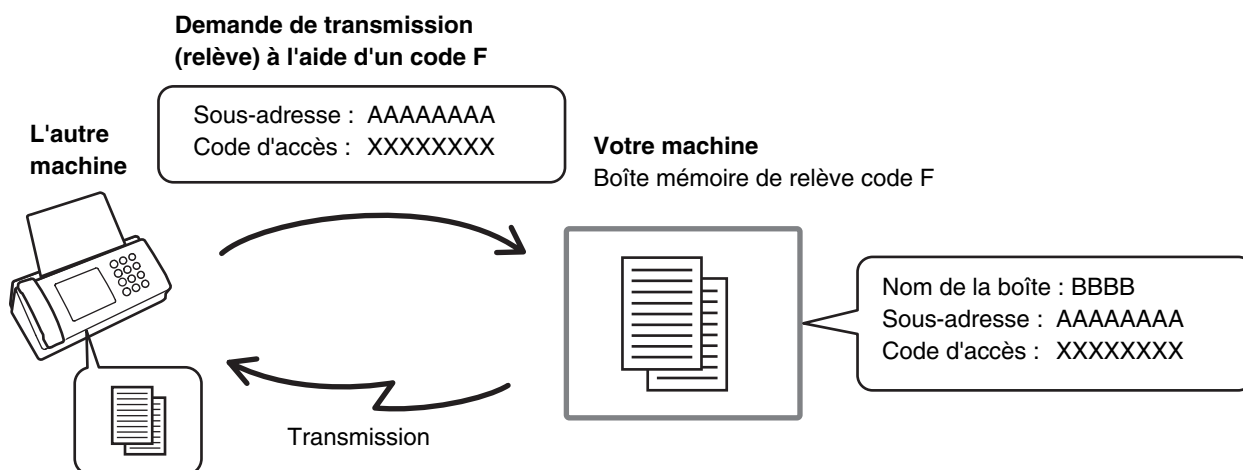 Demande de transmission
(relève) à l'aide d'un code F
Sous-adresse : AAAAAAAA
Code d'accès : XXXXXXXX
L'autre
machine
Votre machine
Boîte mémoire de relève code F
Nom de la boîte : BBBB
Sous-adresse : AAAAAAAA
Code d'accès : XXXXXXXX
Transmission